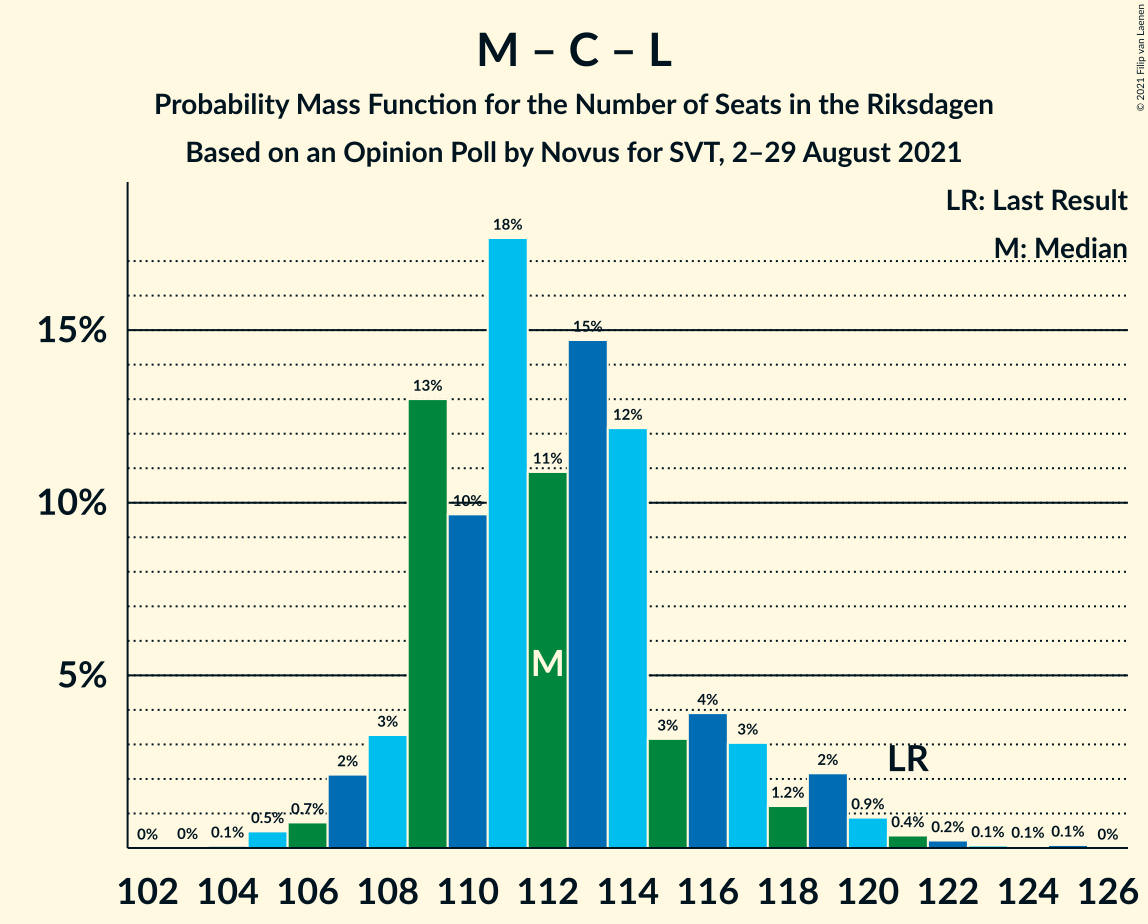 M – C – L
Probability Mass Function for the Number of Seats in the Riksdagen
Based on an Opinion Poll by Novus for SVT, 2–29 August 2021
© 2021 Filip van Laenen
LR: Last Result
M: Median
15%
10%
5%
0% 0% 0.1% 0.5% 0.7% 2% 3% 13% 10% 18% 11% 15% 12% 3% 4% 3% 1.2% 2% 0.9% 0.4% 0.2% 0.1% 0.1% 0.1% 0%
M
LR
102 104 106 108 110 112 114 116 118 120 122 124 126